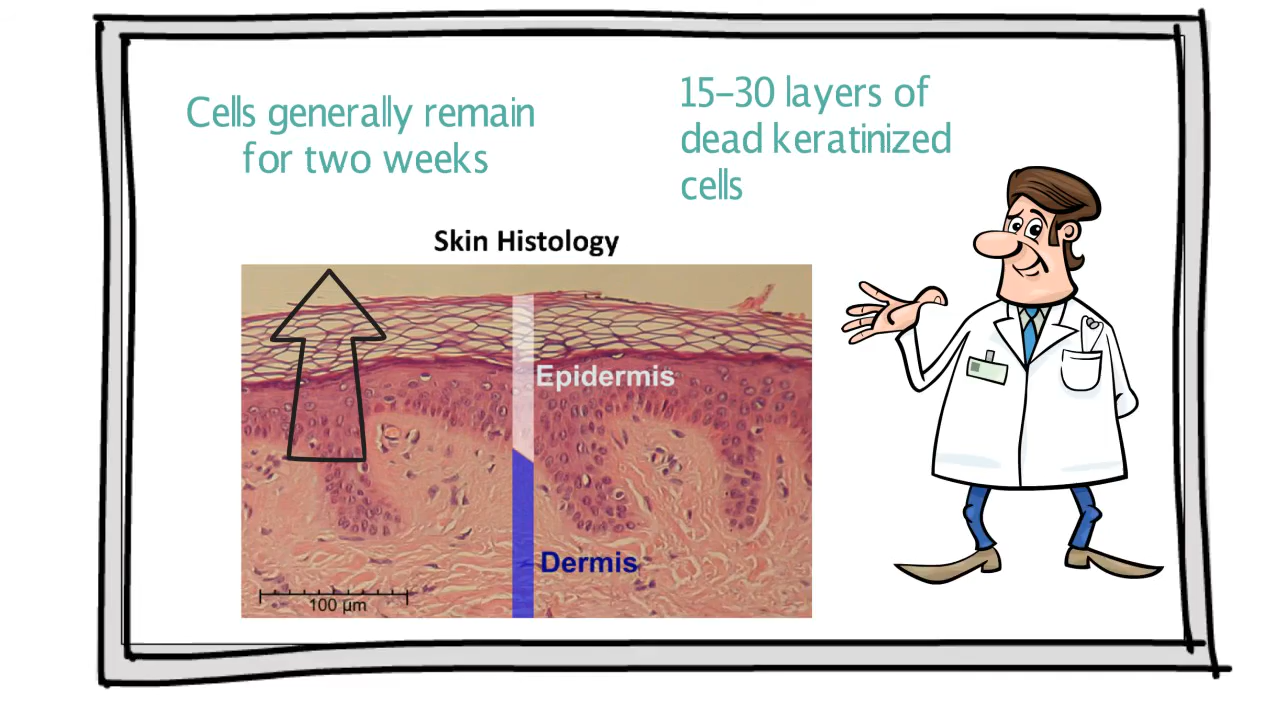 Cells generally remain
for two weeks
15-30 layers of
dead keratinized
cells
Skin Histology
Epidermis
Dermis
100 µm